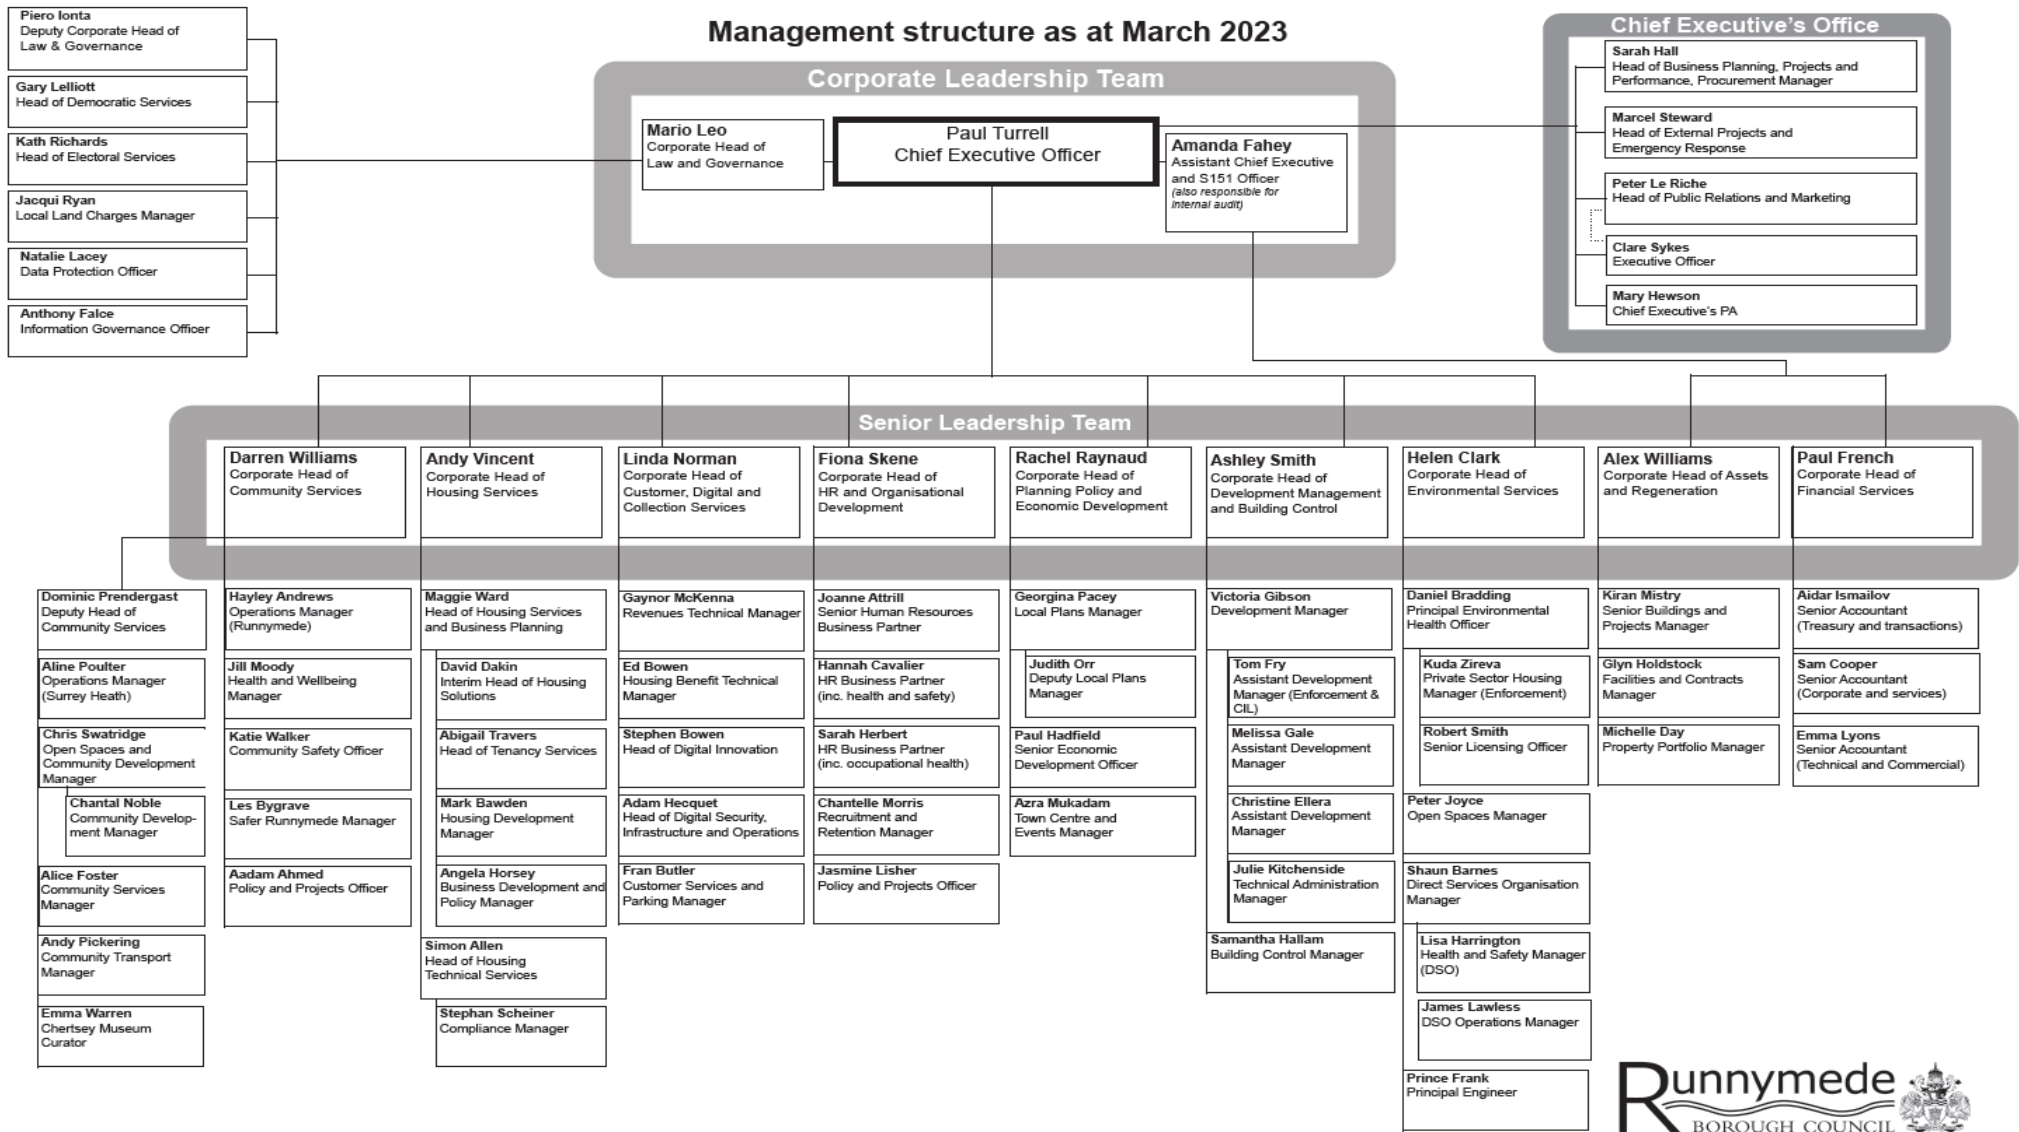 Management structure as at March 2023
Piero Ionta
Deputy Corporate Head of
Law & Governance
Gary Lelliott
Head of Democratic Services
Kath Richards
Head of Electoral Services
Jacqui Ryan
Local Land Charges Manager
Natalie Lacey
Data Protection Officer
Anthony Falce
Information Governance Officer
Corporate Leadership Team
Mario Leo
Corporate Head of
Law and Governance
Paul Turrell
Chief Executive Officer
Amanda Fahey
Assistant Chief Executive
and S151 Officer
(also responsible for
internal audit)
Chief Executive's Office
Sarah Hall
Head of Business Planning, Projects and
Performance, Procurement Manager
Marcel Steward
Head of External Projects and
Emergency Response
Peter Le Riche
Head of Public Relations and Marketing
Clare Sykes
Executive Officer
Mary Hewson
Chief Executive's PA
Senior Leadership Team
Darren Williams
Corporate Head of
Community Services
Andy Vincent
Corporate Head of
Housing Services
Linda Norman
Corporate Head of
Customer, Digital and
Collection Services
Fiona Skene
Corporate Head of
HR and Organisational
Development
Rachel Raynaud
Corporate Head of
Planning Policy and
Economic Development
Ashley Smith
Corporate Head of
Development Management
and Building Control
Helen Clark
Corporate Head of
Environmental Services
Alex Williams
Corporate Head of Assets
and Regeneration
Paul French
Corporate Head of
Financial Services
Dominic Prendergast
Deputy Head of
Community Services
Aline Poulter
Operations Manager
(Surrey Heath)
Chris Swatridge
Open Spaces and
Community Development
Manager
Chantal Noble
Community Develop-
ment Manager
Alice Foster
Community Services
Manager
Andy Pickering
Community Transport
Manager
Emma Warren
Chertsey Museum
Curator
Hayley Andrews
Operations Manager
(Runnymede)
Jill Moody
Health and Wellbeing
Manager
Katie Walker
Community Safety Officer
Les Bygrave
Safer Runnymede Manager
Aadam Ahmed
Policy and Projects Officer
Maggie Ward
Head of Housing Services
and Business Planning
David Dakin
Interim Head of Housing
Solutions
Abigail Travers
Head of Tenancy Services
Mark Bawden
Housing Development
Manager
Angela Horsey
Business Development and
Policy Manager
Simon Allen
Head of Housing
Technical Services
Stephan Scheiner
Compliance Manager
Gaynor McKenna
Revenues Technical Manager
Ed Bowen
Housing Benefit Technical
Manager
Stephen Bowen
Head of Digital Innovation
Adam Hecquet
Head of Digital Security,
Infrastructure and Operations
Fran Butler
Customer Services and
Parking Manager
Joanne Attrill
Senior Human Resources
Business Partner
Hannah Cavalier
HR Business Partner
(inc. health and safety)
Sarah Herbert
HR Business Partner
(inc. occupational health)
Chantelle Morris
Recruitment and
Retention Manager
Jasmine Lisher
Policy and Projects Officer
Georgina Pacey
Local Plans Manager
Judith Orr
Deputy Local Plans
Manager
Paul Hadfield
Senior Economic
Development Officer
Azra Mukadam
Town Centre and
Events Manager
Victoria Gibson
Development Manager
Tom Fry
Assistant Development
Manager (Enforcement &
CIL)
Melissa Gale
Assistant Development
Manager
Christine Ellera
Assistant Development
Manager
Julie Kitchenside
Technical Administration
Manager
Samantha Hallam
Building Control Manager
Daniel Bradding
Principal Environmental
Health Officer
Kuda Zireva
Private Sector Housing
Manager (Enforcement)
Robert Smith
Senior Licensing Officer
Peter Joyce
Open Spaces Manager
Shaun Barnes
Direct Services Organisation
Manager
Lisa Harrington
Health and Safety Manager
(DSO)
James Lawless
DSO Operations Manager
Prince Frank
Principal Engineer
Kiran Mistry
Senior Buildings and
Projects Manager
Glyn Holdstock
Facilities and Contracts
Manager
Michelle Day
Property Portfolio Manager
Aidar Ismailov
Senior Accountant
(Treasury and transactions)
Sam Cooper
Senior Accountant
(Corporate and services)
Emma Lyons
Senior Accountant
(Technical and Commercial)
Runnymede
BOROUGH COUNCIL